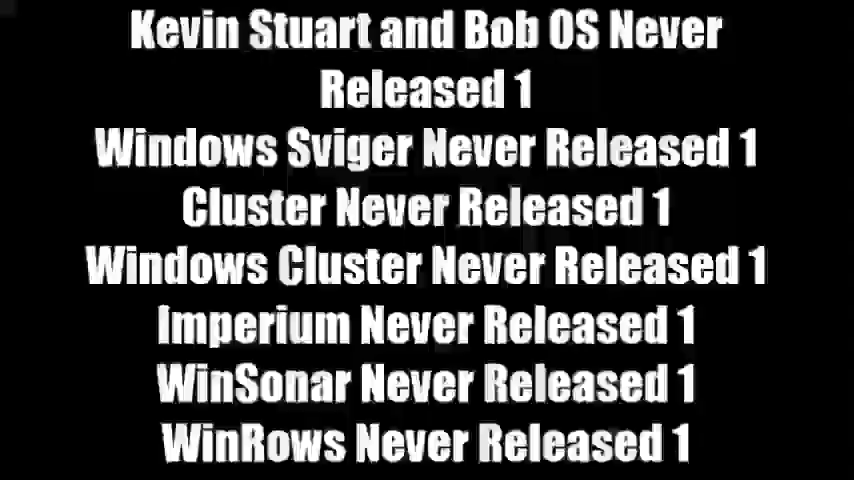 Kevin Stuart and Bob OS Never
Released 1
Windows Sviger Never Released 1
Cluster Never Released 1
Windows Cluster Never Released 1
Imperium Never Released 1
WinSonar Never Released 1
WinRows Never Released 1